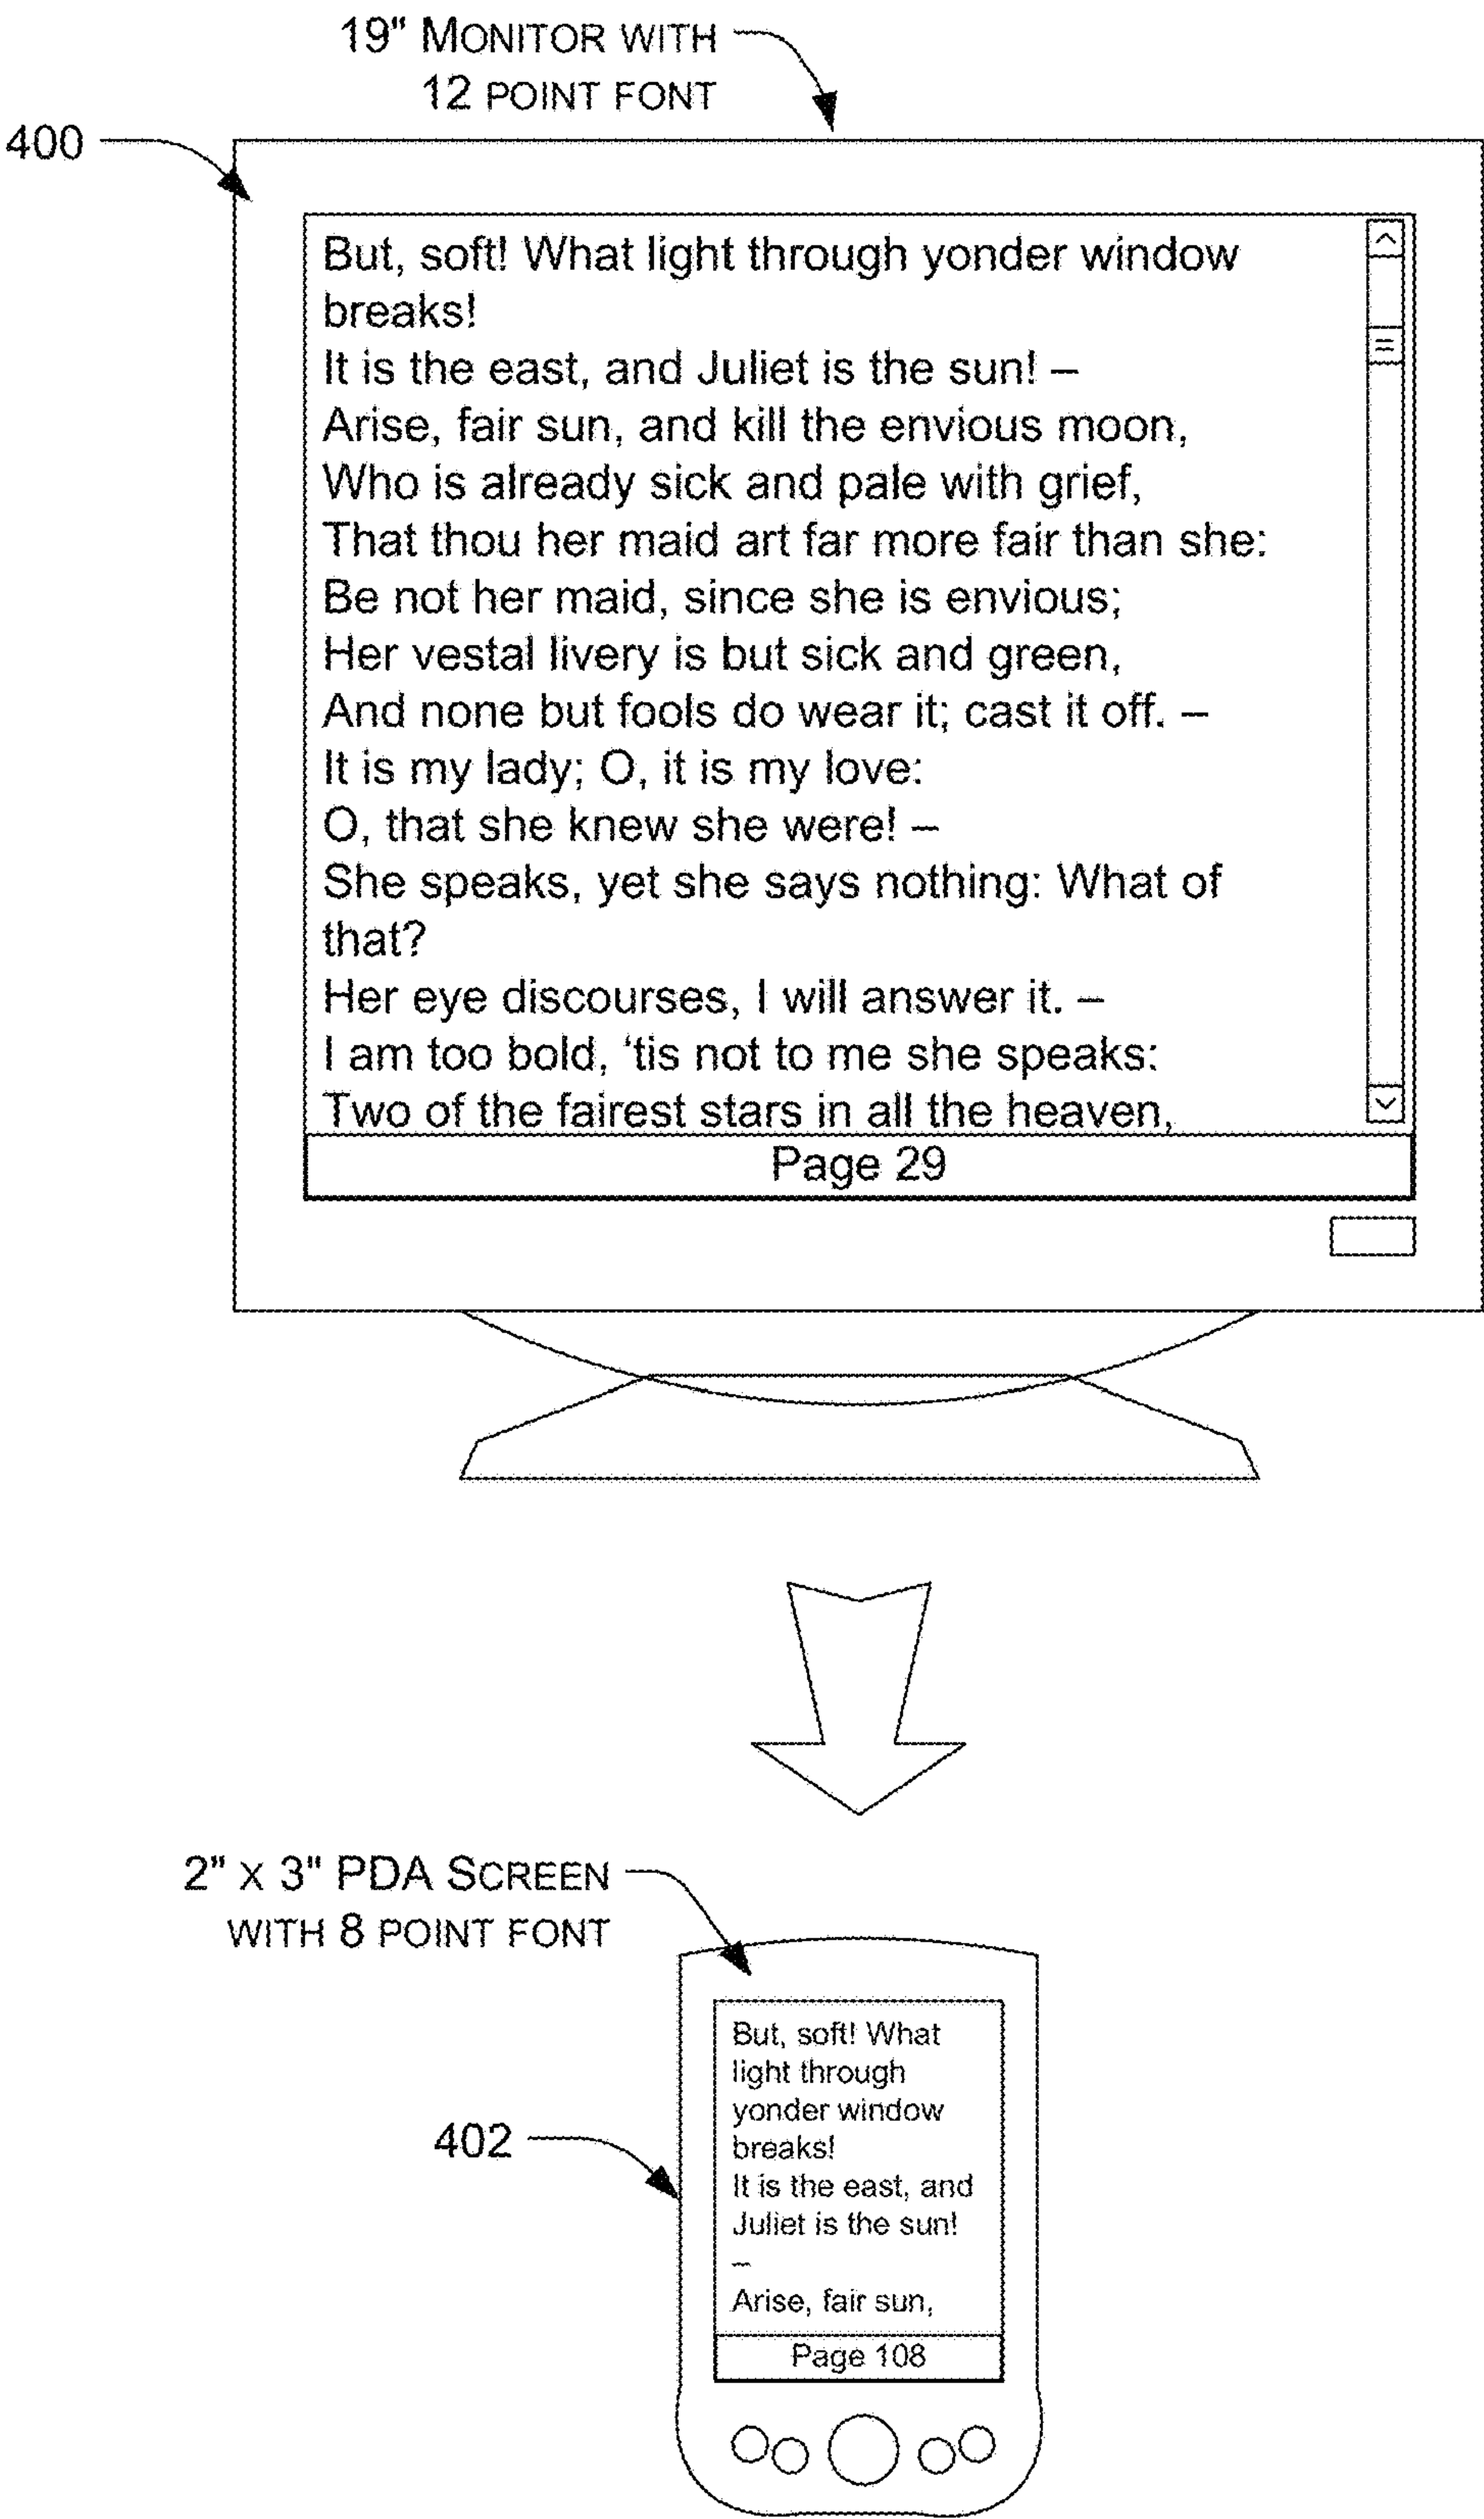 19" MONITOR WITH
12 POINT FONT
400
But, soft! What light through yonder window
breaks!
It is the east, and Juliet is the sun! –
Arise, fair sun, and kill the envious moon,
Who is already sick and pale with grief,
That thou her maid art far more fair than she:
Be not her maid, since she is envious;
Her vestal livery is but sick and green,
And none but fools do wear it; cast it off. –
It is my lady; O, it is my love:
O, that she knew she were! –
She speaks, yet she says nothing: What of
that?
Her eye discourses, I will answer it. –
I am too bold, ‘tis not to me she speaks:
Two of the fairest stars in all the heaven,
Page 29
2" X 3" PDA SCREEN
WITH 8 POINT FONT
402
But, soft! What
light through
yonder window
breaks!
It is the east, and
Juliet is the sun!
–
Arise, fair sun,
Page 108